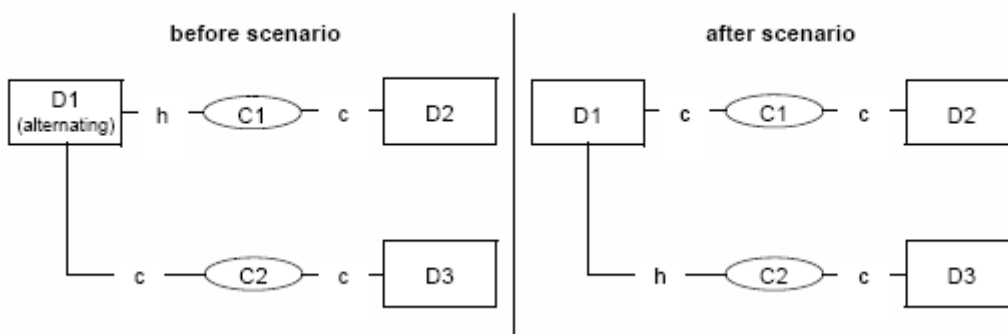 before scenario
D1
(alternating)
h
C1
c
D2
c
C2
c
D3
after scenario
D1
c
C1
c
D2
h
C2
c
D3